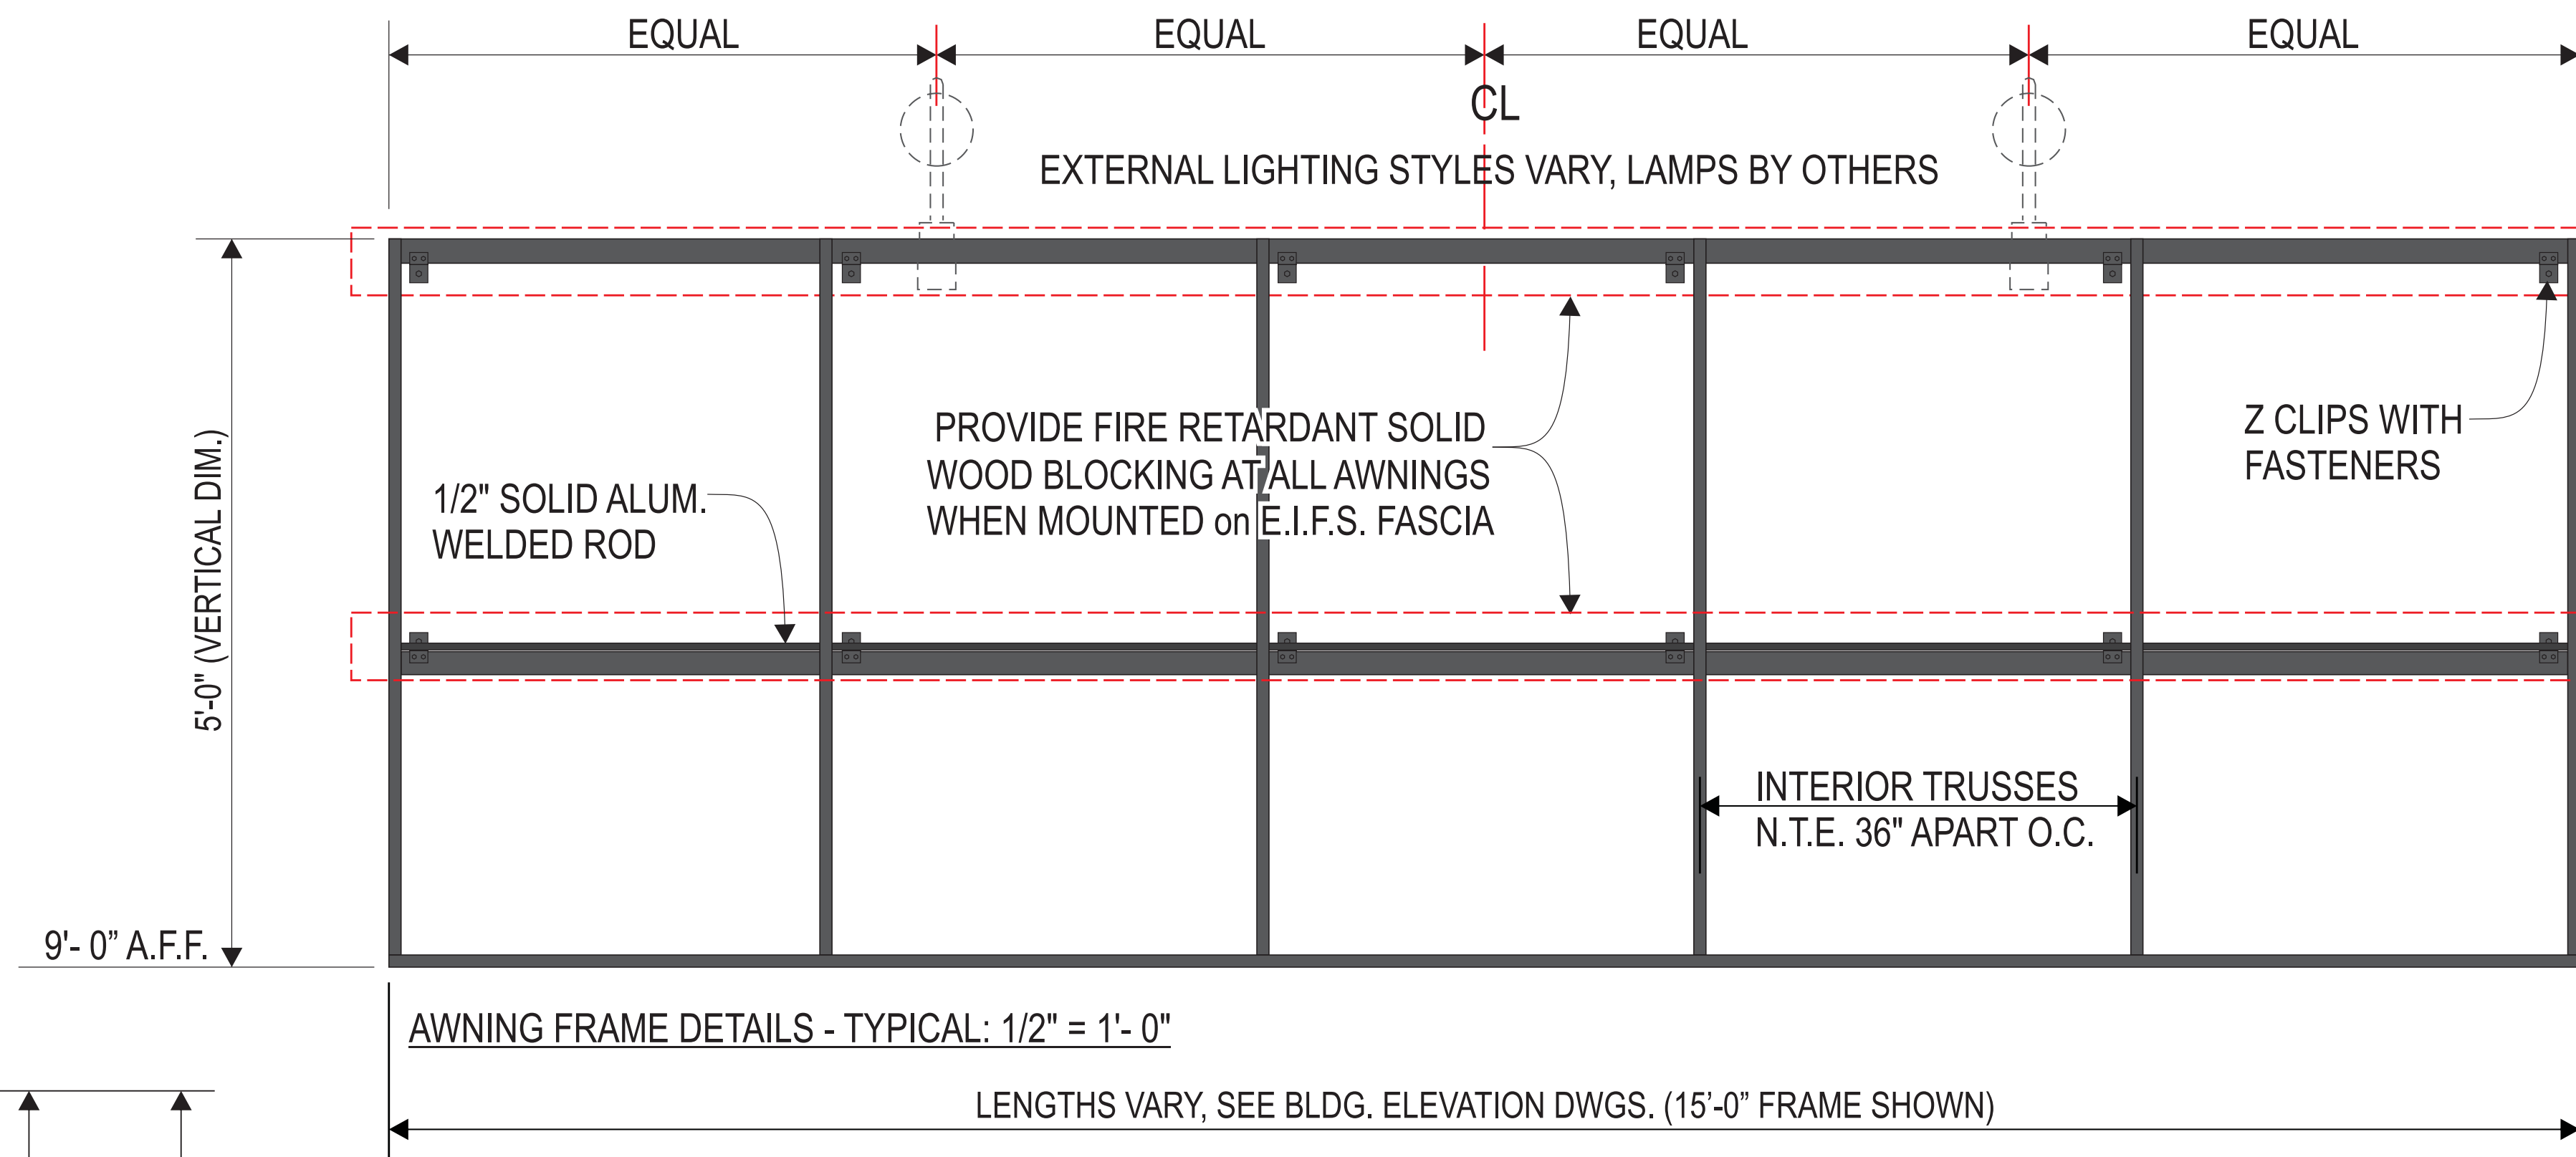 EQUAL EQUAL EQUAL EQUAL
CL
EXTERNAL LIGHTING STYLES VARY, LAMPS BY OTHERS
5'-0" (VERTICAL DIM.)
1/2" SOLID ALUM.
WELDED ROD
PROVIDE FIRE RETARDANT SOLID
WOOD BLOCKING AT ALL AWNINGS
WHEN MOUNTED on E.I.F.S. FASCIA
Z CLIPS WITH
FASTENERS
INTERIOR TRUSSES
N.T.E. 36" APART O.C.
9'- 0” A.F.F.
AWNING FRAME DETAILS - TYPICAL: 1/2" = 1'- 0"
LENGTHS VARY, SEE BLDG. ELEVATION DWGS. (15’-0” FRAME SHOWN)